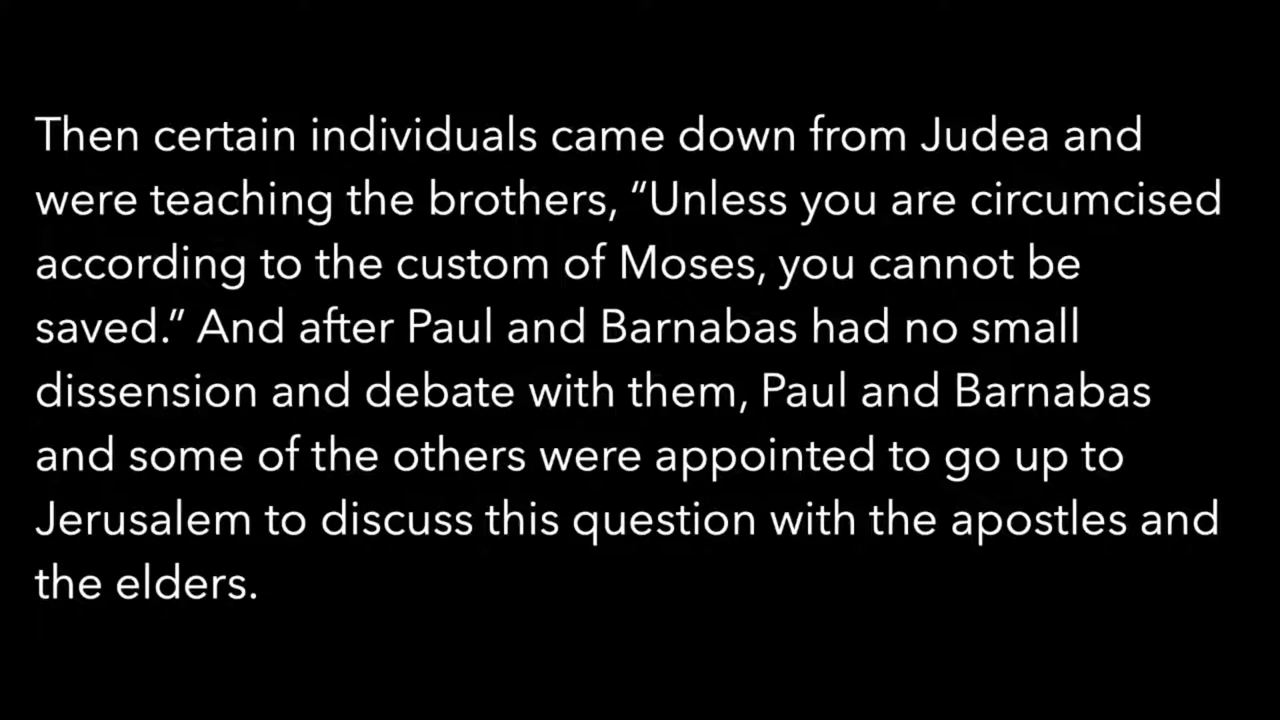 Then certain individuals came down from Judea and
were teaching the brothers, “Unless you are circumcised
according to the custom of Moses, you cannot be
saved.” And after Paul and Barnabas had no small
dissension and debate with them, Paul and Barnabas
and some of the others were appointed to go up to
Jerusalem to discuss this question with the apostles and
the elders.